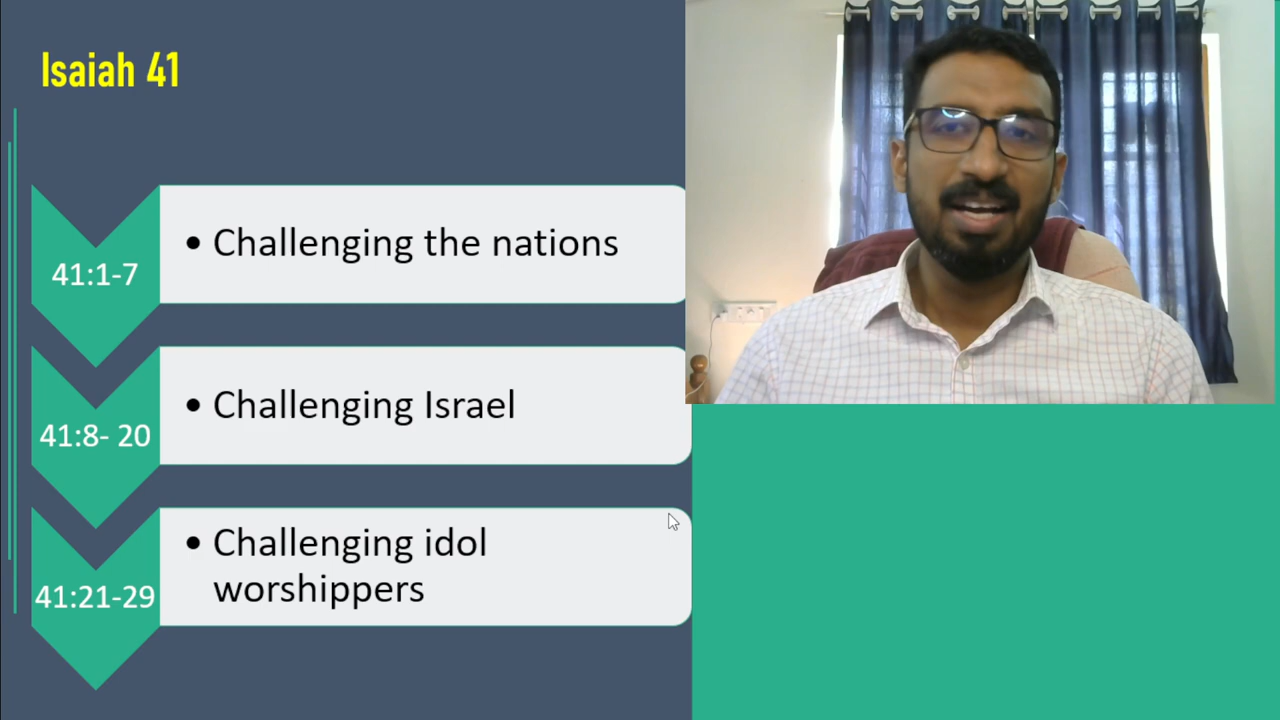 Isaiah 41
41:1-7
• Challenging the nations
41:8- 20
• Challenging Israel
41:21-29
• Challenging idol
worshippers